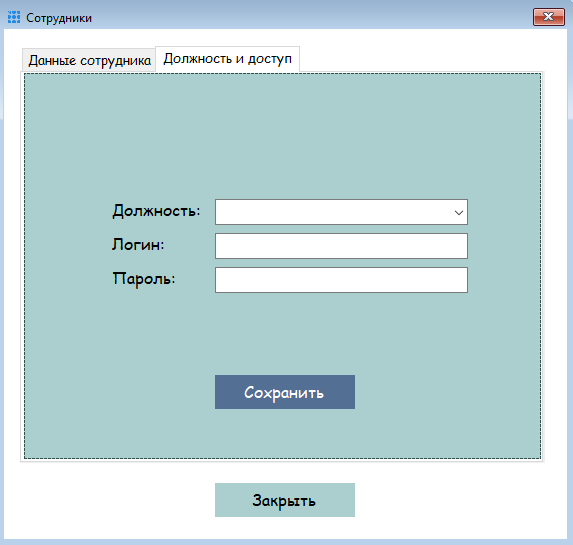 Сотрудники
Данные сотрудника
Должность и доступ
Должность:
Логин:
Пароль:
Сохранить
Закрыть